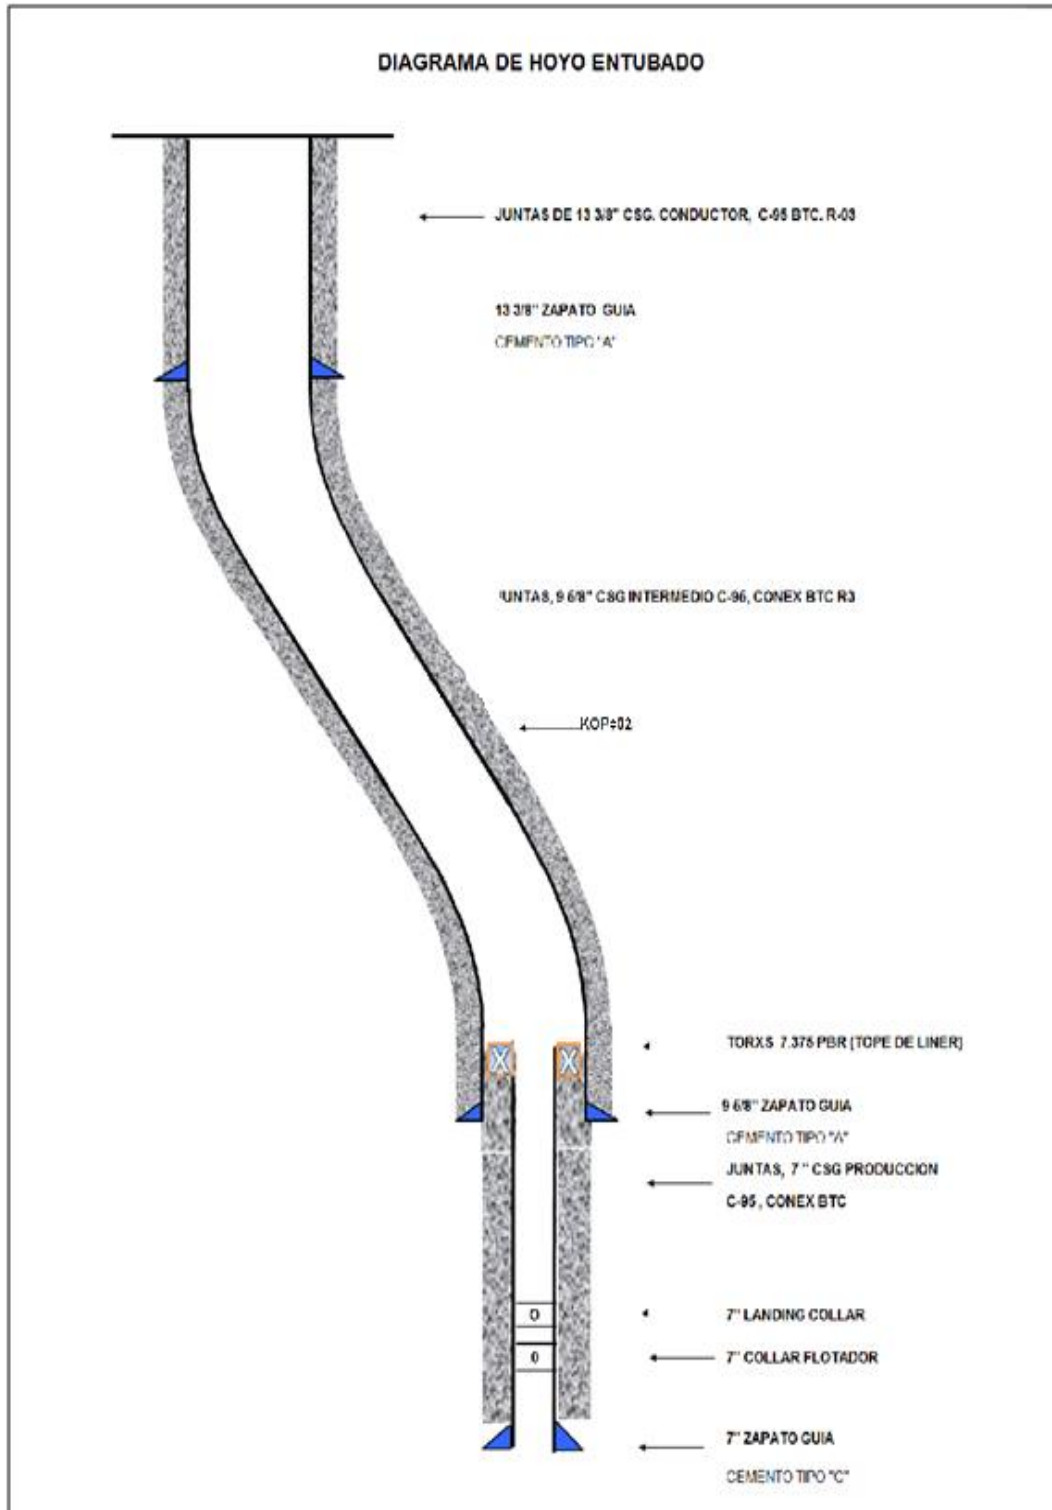 DIAGRAMA DE HOYO ENTUBADO
JUNTAS DE 13 3/8" CSG. CONDUCTOR, C-95 BTC. R-03
13 3/8" ZAPATO GUIA
CEMENTO TIPO "A"
JUNTAS, 9 5/8" CSG INTERMEDIO C-95, CONEX BTC R3
KOP#02
TORXS 7.375 PBR (TOPE DE LINER)
X X
9 5/8" ZAPATO GUIA
CEMENTO TIPO "A"
JUNTAS, 7 " CSG PRODUCCION
C-95, CONEX BTC
O
7" LANDING COLLAR
0
7" COLLAR FLOTADOR
7" ZAPATO GUIA
CEMENTO TIPO "C"